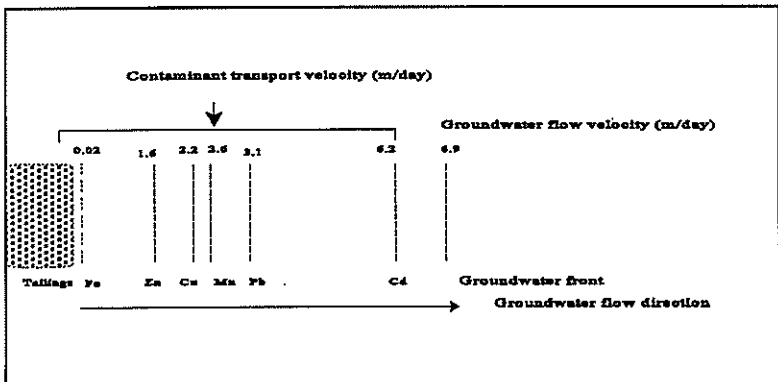 Contaminant transport velocity (m/day)
Groundwater flow velocity (m/day)
0.02 1.6 2.2 2.6 3.1 6.2 6.9
Tailings Fe Zn Cu Mn Pb Cd Groundwater front
Groundwater flow direction